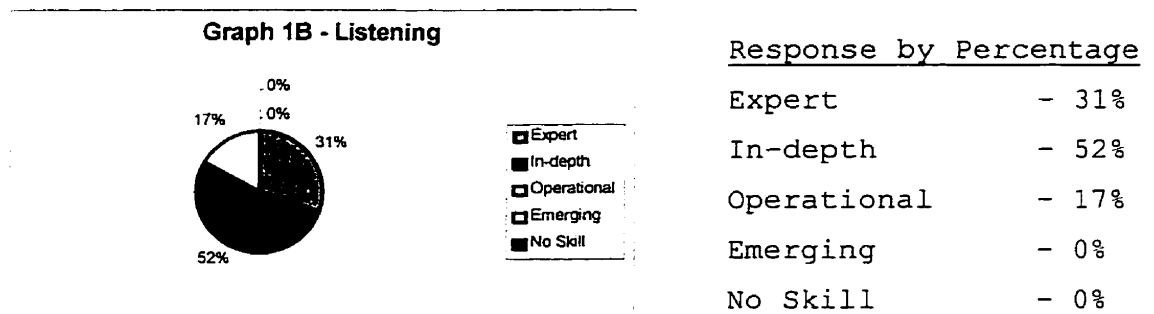 Graph 1B - Listening
0%
0%
17%
31%
52%
Expert
In-depth
Operational
Emerging
No Skill
Response by Percentage
Expert - 31%
In-depth - 52%
Operational - 17%
Emerging - 0%
No Skill - 0%